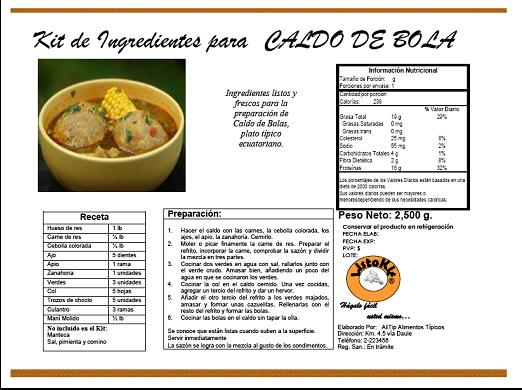 Kit de Ingredientes para CALDO DE BOLA
Ingredientes listos y
frescos para la
preparación de
Caldo de Bolas,
plato típico
ecuatoriano.
Información Nutricional
Tamaño de Porción: g
Porciones por envase: 1
Cantidad por porción
Calorías: 239
% Valor Diario
Grasa Total 19 g 29%
Grasas Saturadas 0 mg
Grasas trans 0 mg
Colesterol 25 mg 8%
Sodio 55 mg 2%
Carbohidratos Totales 4 g 1%
Fibra Dietética 2 g 8%
Proteínas 16 g 32%
Los porcentajes de los Valores Diarios están basados en una
dieta de 2000 calorías.
Sus valores diarios pueden ser mayores o
menores dependiendo de sus necesidades calóricas.
Receta
Hueso de res 1 lb
Carne de res ½ lb
Cebolla colorada ½ lb
Ajo 5 dientes
Apio 1 rama
Zanahoria 1 unidades
Verdes 3 unidades
Col 5 hojas
Trozos de choclo 5 unidades
Culantro 3 ramas
Maní Molido ½ lb
No incluido en el Kit:
Manteca
Sal, pimienta y comino
Preparación:
1. Hacer el caldo con las carnes, la cebolla colorada, los
ajos, el apio, la zanahoria. Cernirlo.
2. Moler o picar finamente la carne de res. Preparar el
refrito, incorporar la carne, comprobar la sazón y dividir
la mezcla en tres partes.
3. Cocinar dos verdes en agua con sal, rallarlos junto con
el verde crudo. Amasar bien, añadiendo un poco del
agua en que se cocinaron los verdes.
4. Cocinar la col en el caldo cernido. Una vez cocidas,
agregar un tercio del refrito y dar un hervor.
5. Añadir el otro tercio del refrito a los verdes majados,
amasar y formar unas cazuelitas. Rellenarlas con el
resto del refrito y formar las bolas.
6. Cocinar las bolas en el caldo sin tapar la olla.
Se conoce que están listas cuando suben a la superficie.
Servir inmediatamente
La sazón se logra con la mezcla al gusto de los condimentos.
Peso Neto: 2,500 g.
Conservar el producto en refrigeración
FECHA ELAB:
FECHA EXP:
PVP: $
LOTE:
ListoKit
Hágalo fácil
usted mismo...
Elaborado Por: AliTip Alimentos Típicos
Dirección: Km. 4.5 vía Daule
Teléfono: 2-223456
Reg. San.: En trámite